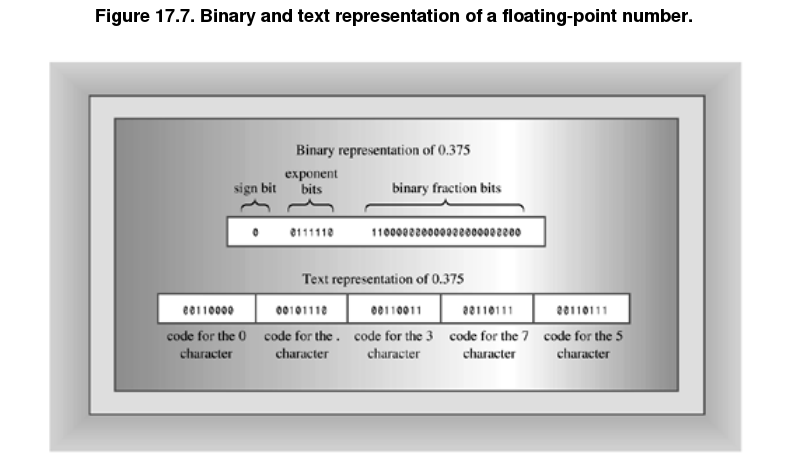 Figure 17.7. Binary and text representation of a floating-point number.
Binary representation of 0.375
exponent
sign bit bits binary fraction bits
0 0111110
Text representation of 0.375
00110000 00101110 00110011 00110111 00110111
code for the 0 code for the . code for the 3 code for the 7 code for the 5
character character character character character